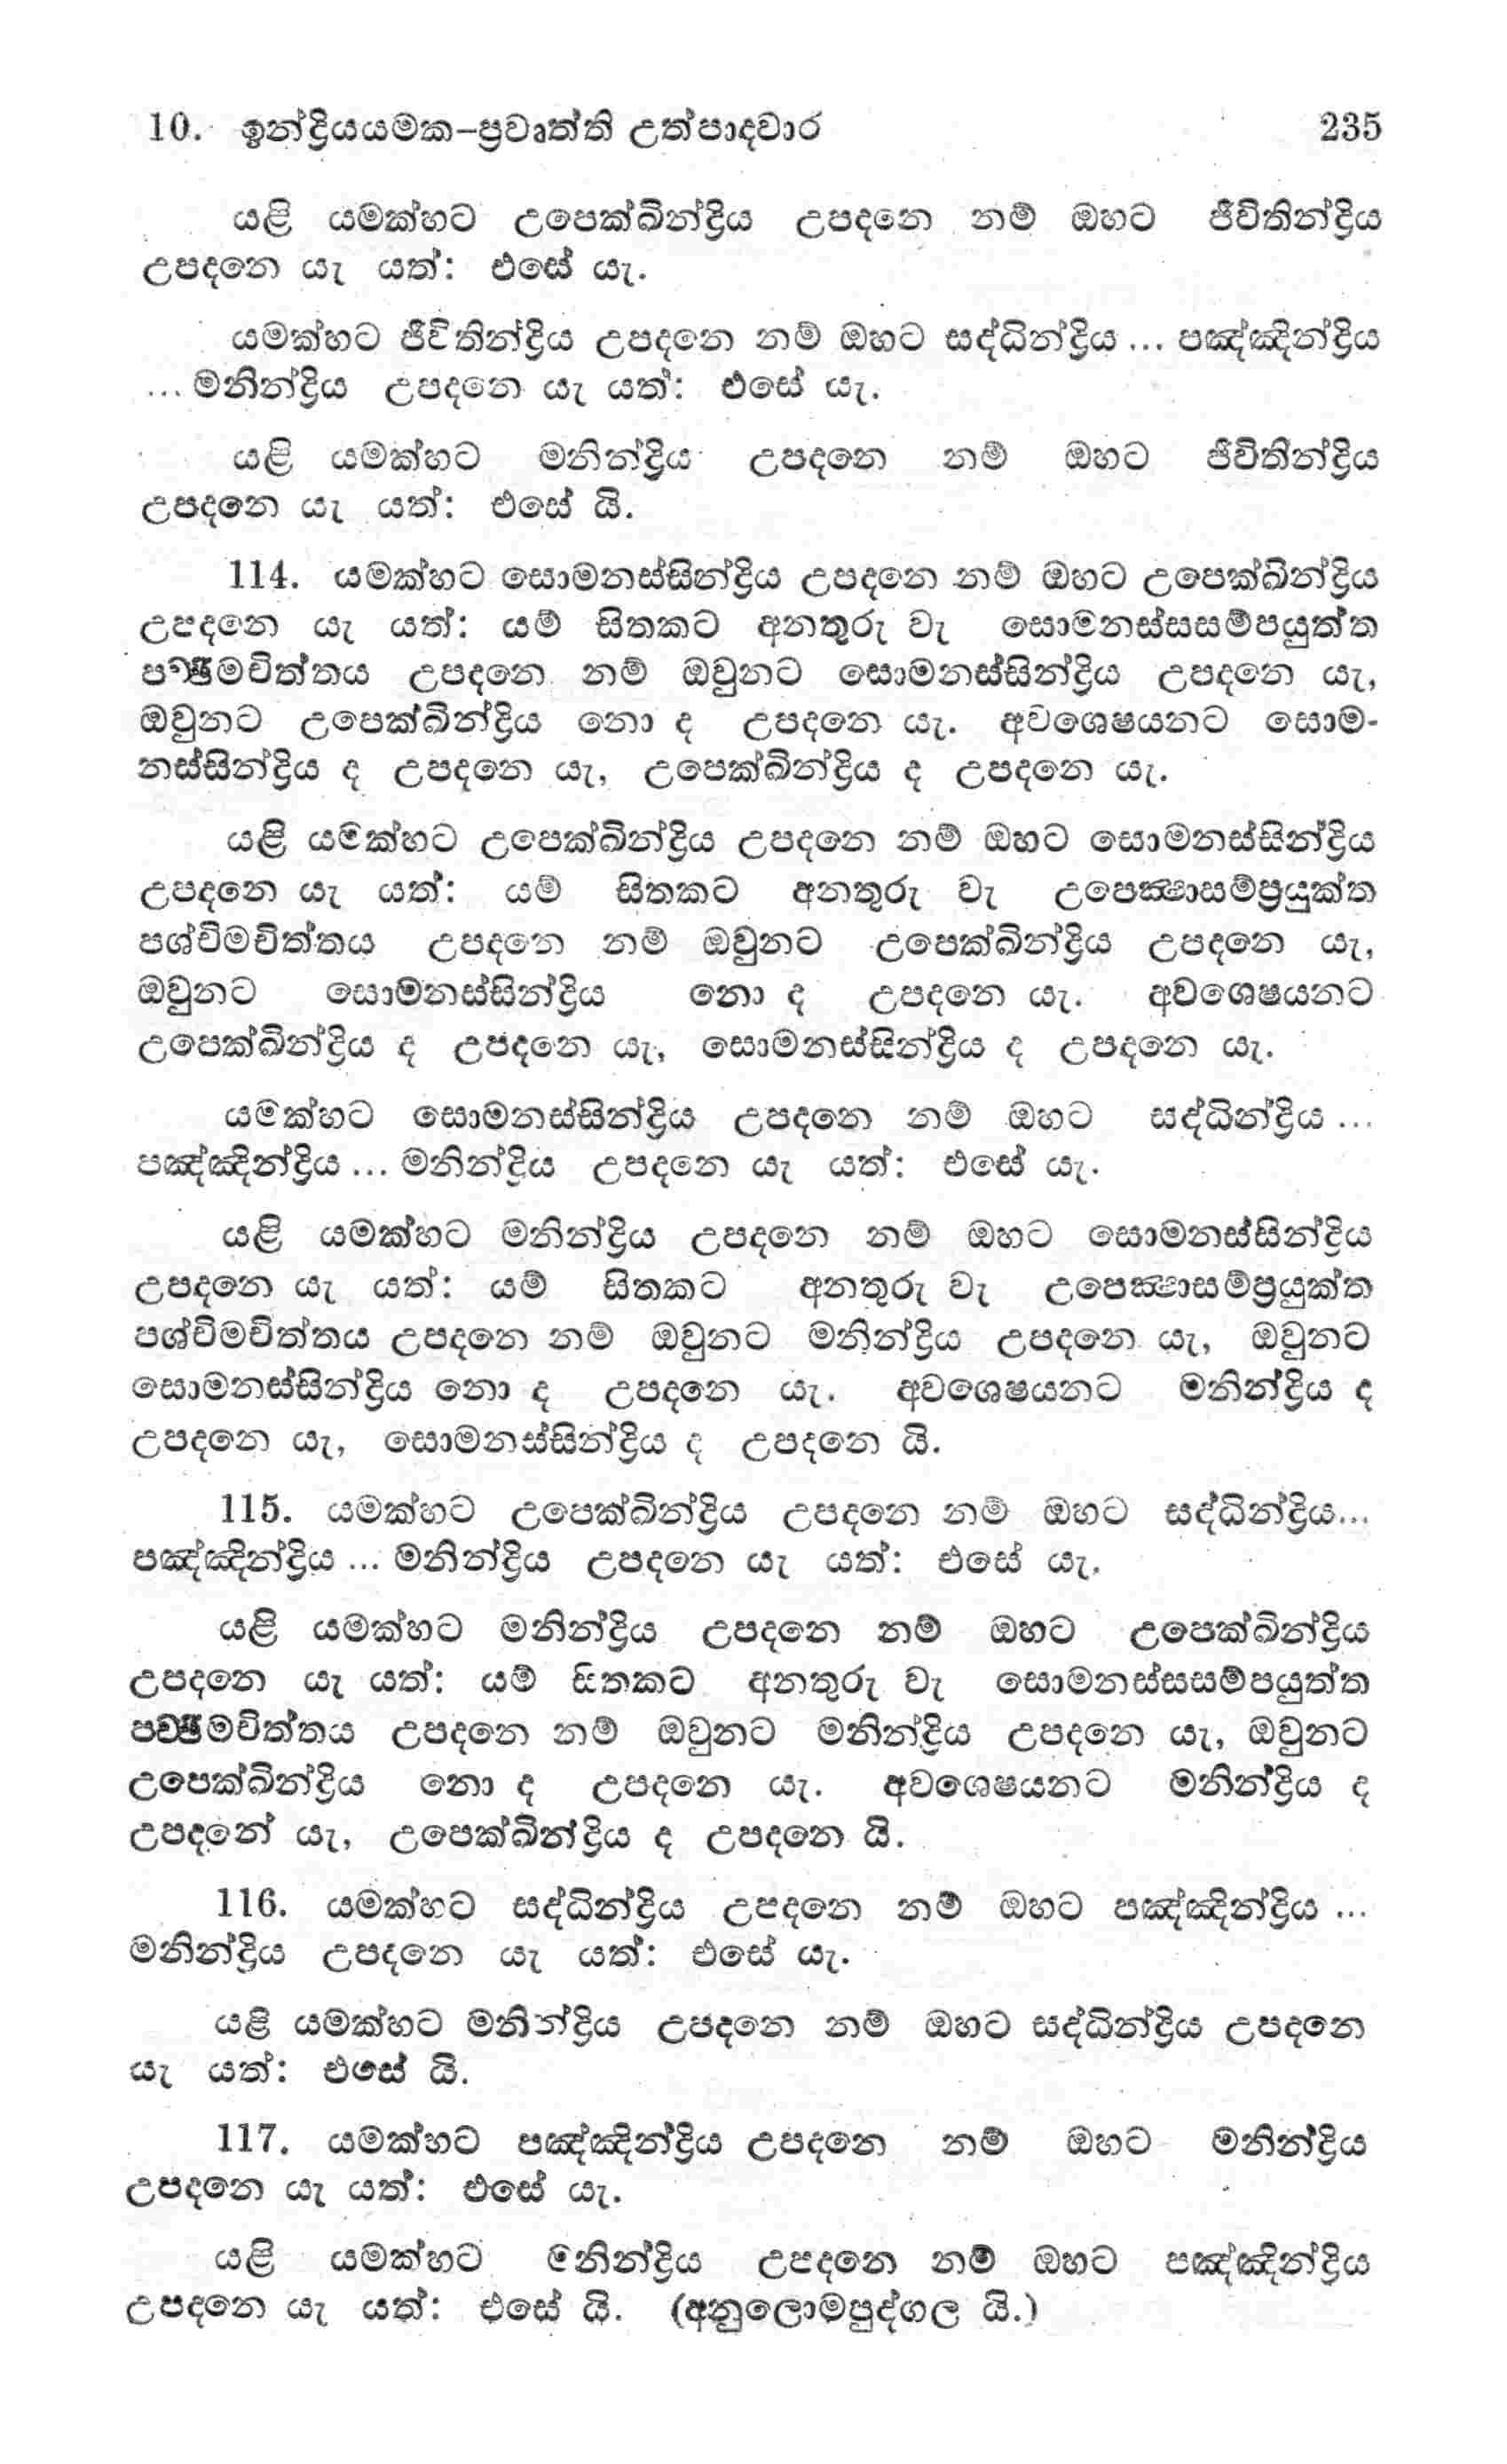 10. ඉන්ද්‍රියයමක-ප්‍රවෘත්ති උත්පාදවාර 235
යළි යමක්හට උපෙක්ඛින්ද්‍රිය උපදනෙ නම් ඔහට ජීවිතින්ද්‍රිය
උපදනෙ යැ යත්: එසේ යැ.
යමක්හට ජීවිතින්ද්‍රිය උපදනෙ නම් ඔහට සද්ධින්ද්‍රිය ... පඤ්ඤින්ද්‍රිය
... මනින්ද්‍රිය උපදනෙ යැ යත්: එසේ යැ.
යළි යමක්හට මනින්ද්‍රිය උපදනෙ නම් ඔහට ජීවිතින්ද්‍රිය
උපදනෙ යැ යත්: එසේ යි.
114. යමක්හට සොමනස්සින්ද්‍රිය උපදනෙ නම් ඔහට උපෙක්ඛින්ද්‍රිය
උපදනෙ යැ යත්: යම් සිතකට අනතුරු වැ සොමනස්සසම්පයුත්ත
උපදනෙ නම් ඔවුනට සොමනස්සින්ද්‍රිය උපදනෙ යැ,
ඔවුනට උපෙක්ඛින්ද්‍රිය නො ද උපදනෙ යැ. අවශෙෂයනට සොම-
නස්සින්ද්‍රිය ද උපදනෙ යැ, උපෙක්ඛින්ද්‍රිය ද උපදනෙ යැ.
යළි යමක්හට උපෙක්ඛින්ද්‍රිය උපදනෙ නම් ඔහට සොමනස්සින්ද්‍රිය
උපදනෙ යැ යත්: යම් සිතකට අනතුරු වැ උපෙක්‍ෂාසම්ප්‍රයුක්ත
පශ්චිමචිත්තය උපදනෙ නම් ඔවුනට උපෙක්ඛින්ද්‍රිය උපදනෙ යැ,
ඔවුනට සොමනස්සින්ද්‍රිය නො ද උපදනෙ යැ. අවශෙෂයනට
උපෙක්ඛින්ද්‍රිය ද උපදනෙ යැ, සොමනස්සින්ද්‍රිය ද උපදනෙ යැ.
යමක්හට සොමනස්සින්ද්‍රිය උපදනෙ නම් ඔහට සද්ධින්ද්‍රිය ...
පඤ්ඤින්ද්‍රිය ... මනින්ද්‍රිය උපදනෙ යැ යත්: එසේ යැ.
යළි යමක්හට මනින්ද්‍රිය උපදනෙ නම් ඔහට සොමනස්සින්ද්‍රිය
උපදනෙ යැ යත්: යම් සිතකට අනතුරු වැ උපෙක්‍ෂාසම්ප්‍රයුක්ත
පශ්චිමචිත්තය උපදනෙ නම් ඔවුනට මනින්ද්‍රිය උපදනෙ යැ, ඔවුනට
සොමනස්සින්ද්‍රිය නො ද උපදනෙ යැ. අවශෙෂයනට මනින්ද්‍රිය ද
උපදනෙ යැ, සොමනස්සින්ද්‍රිය ද උපදනෙ යි.
115. යමක්හට උපෙක්ඛින්ද්‍රිය උපදනෙ නම් ඔහට සද්ධින්ද්‍රිය...
පඤ්ඤින්ද්‍රිය ... මනින්ද්‍රිය උපදනෙ යැ යත්: එසේ යැ.
යළි යමක්හට මනින්ද්‍රිය උපදනෙ නම් ඔහට උපෙක්ඛින්ද්‍රිය
උපදනෙ යැ යත්: යම් සිතකට අනතුරු වැ සොමනස්සසම්පයුත්ත
උපදනෙ නම් ඔවුනට මනින්ද්‍රිය උපදනෙ යැ, ඔවුනට
උපෙක්ඛින්ද්‍රිය නො ද උපදනෙ යැ. අවශෙෂයනට මනින්ද්‍රිය ද
උපදනේ යැ, උපෙක්ඛින්ද්‍රිය ද උපදනෙ යි.
116. යමක්හට සද්ධින්ද්‍රිය උපදනෙ නම් ඔහට පඤ්ඤින්ද්‍රිය ...
මනින්ද්‍රිය උපදනෙ යැ යත්: එසේ යැ.
යළි යමක්හට මනින්ද්‍රිය උපදනෙ නම් ඔහට සද්ධින්ද්‍රිය උපදනෙ
යැ යත්: එසේ යි.
117. යමක්හට පඤ්ඤින්ද්‍රිය උපදනෙ නම් ඔහට මනින්ද්‍රිය
උපදනෙ යැ යත්: එසේ යැ.
යළි යමක්හට මනින්ද්‍රිය උපදනෙ නම් ඔහට පඤ්ඤින්ද්‍රිය
උපදනෙ යැ යත්: එසේ යි. (අනුලොමපුද්ගල යි.)